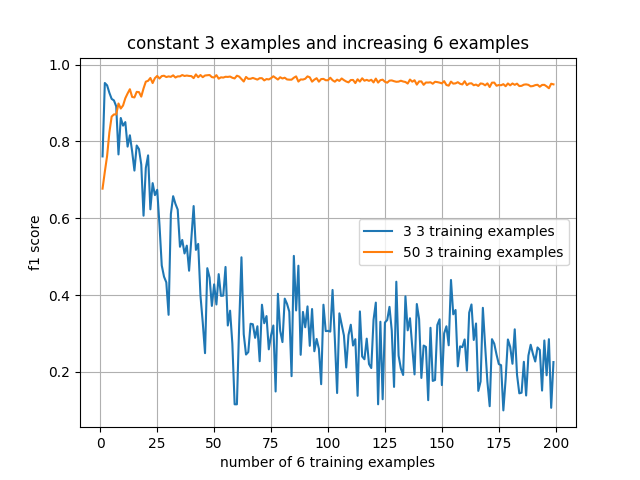 constant 3 examples and increasing 6 examples
1.0
0.8
0.6
0.4
0.2
f1 score
3 3 training examples
50 3 training examples
0 25 50 75 100 125 150 175 200
number of 6 training examples